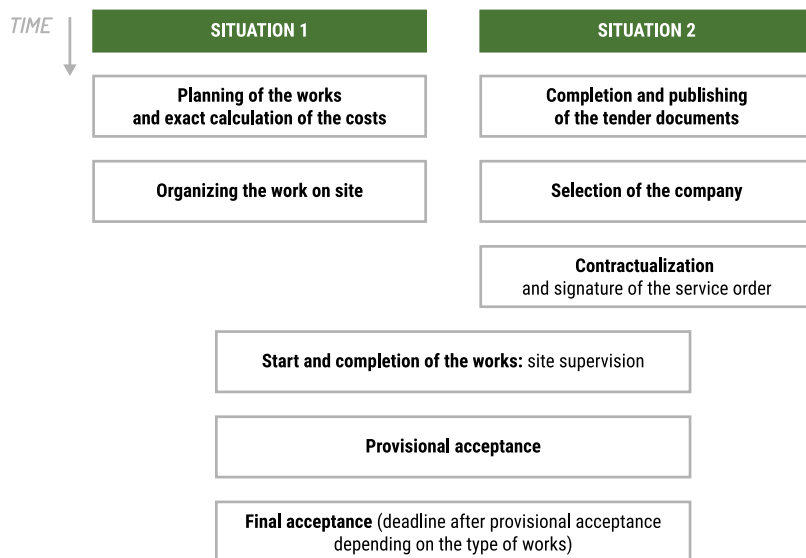 TIME
SITUATION 1
SITUATION 2
Planning of the works
and exact calculation of the costs
Completion and publishing
of the tender documents
Organizing the work on site
Selection of the company
Contractualization
and signature of the service order
Start and completion of the works: site supervision
Provisional acceptance
Final acceptance (deadline after provisional acceptance
depending on the type of works)